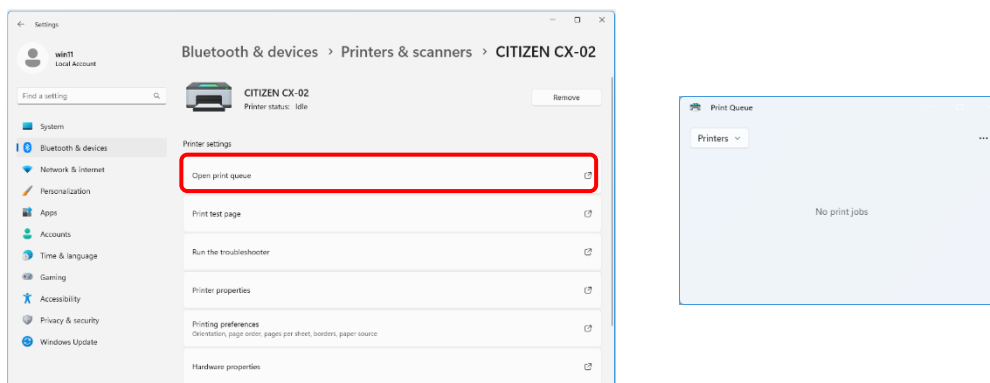 ← Settings
win11
Local Account
Find a setting
System
Bluetooth & devices
Network & internet
Personalization
Apps
Accounts
Time & language
Gaming
Accessibility
Privacy & security
Windows Update
Bluetooth & devices > Printers & scanners > CITIZEN CX-02
CITIZEN CX-02
Printer status: Idle
Remove
Printer settings
Open print queue
Print test page
Run the troubleshooter
Printer properties
Printing preferences
Orientation, page order, pages per sheet, borders, paper source
Hardware properties
Print Queue
Printers
...
No print jobs